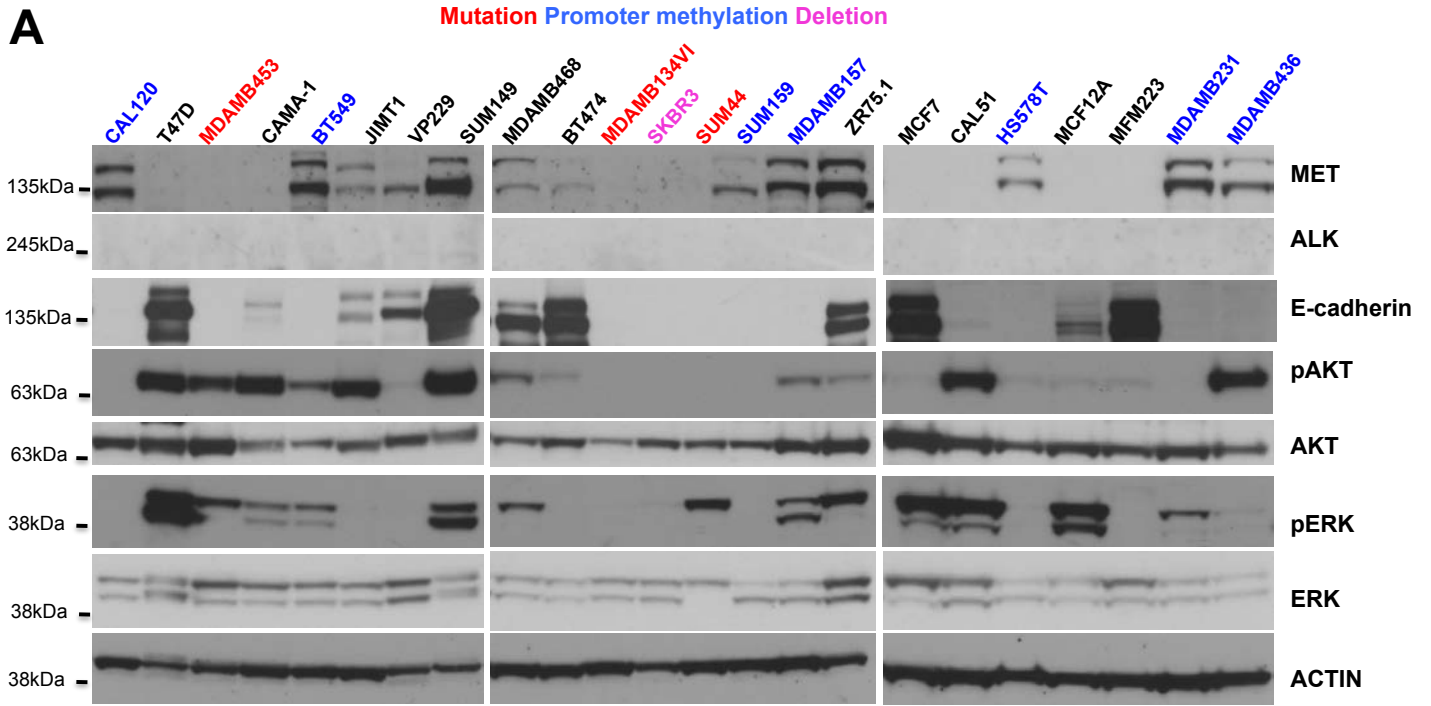 A
Mutation Promoter methylation Deletion
CAL120
T47D
MDAMB453
CAMA-1
BT549
JIMT1
VP229
SUM149
MDAMB468
BT474
MDAMB134VI
SKBR3
SUM44
SUM159
MDAMB157
ZR75.1
MCF7
CAL51
HS578T
MCF12A
MFM223
MDAMB231
MDAMB436
135kDa
MET
245kDa
ALK
135kDa
E-cadherin
63kDa
pAKT
63kDa
AKT
38kDa
pERK
38kDa
ERK
38kDa
ACTIN